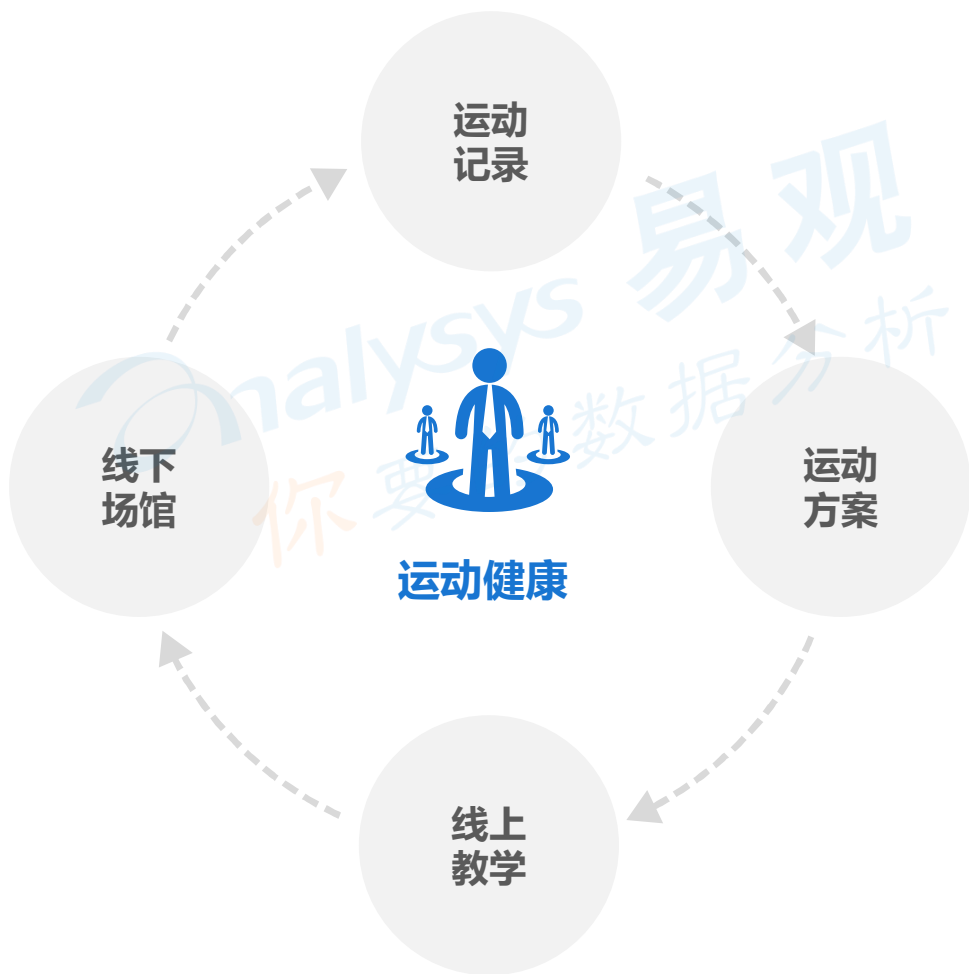 运动
记录
易观
analysys
线下
场馆
运动
方案
你要的数据分析
运动健康
线上
教学